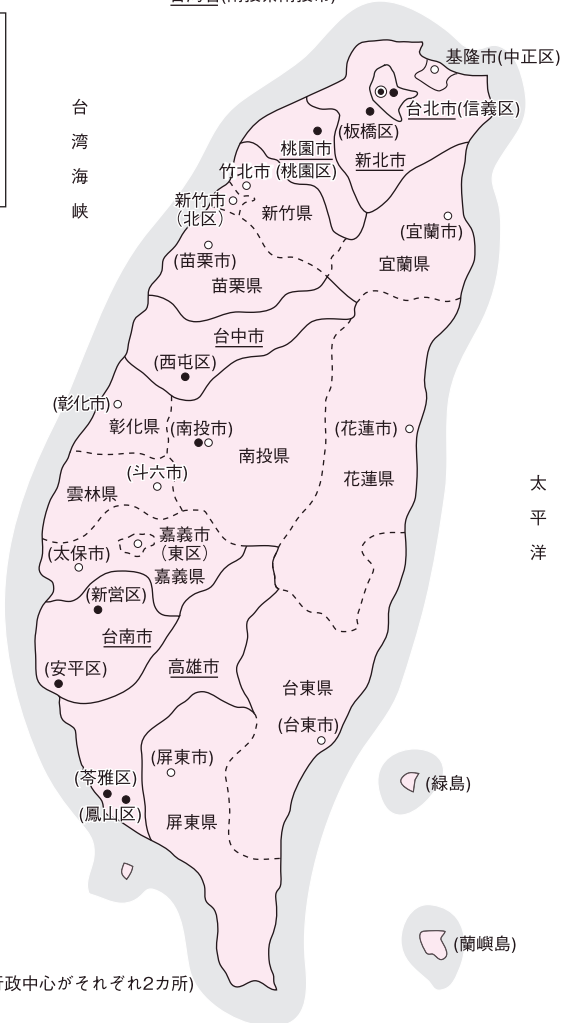 基隆市(中正区)
台北市(信義区)
(板橋区)
桃園市
(桃園区)
新北市
竹北市
新竹市
(北区)
新竹県
(宜蘭市)
宜蘭県
(苗栗市)
苗栗県
台中市
(西屯区)
(彰化市)
彰化県
(南投市)
南投県
(花蓮市)
花蓮県
(斗六市)
雲林県
嘉義市
(東区)
(太保市)
嘉義県
(新営区)
台南市
(安平区)
高雄市
台東県
(台東市)
(屏東市)
屏東県
(苓雅区)
(鳳山区)
(緑島)
(蘭嶼島)
台湾海峡
太平洋
行政中心がそれぞれ2カ所)